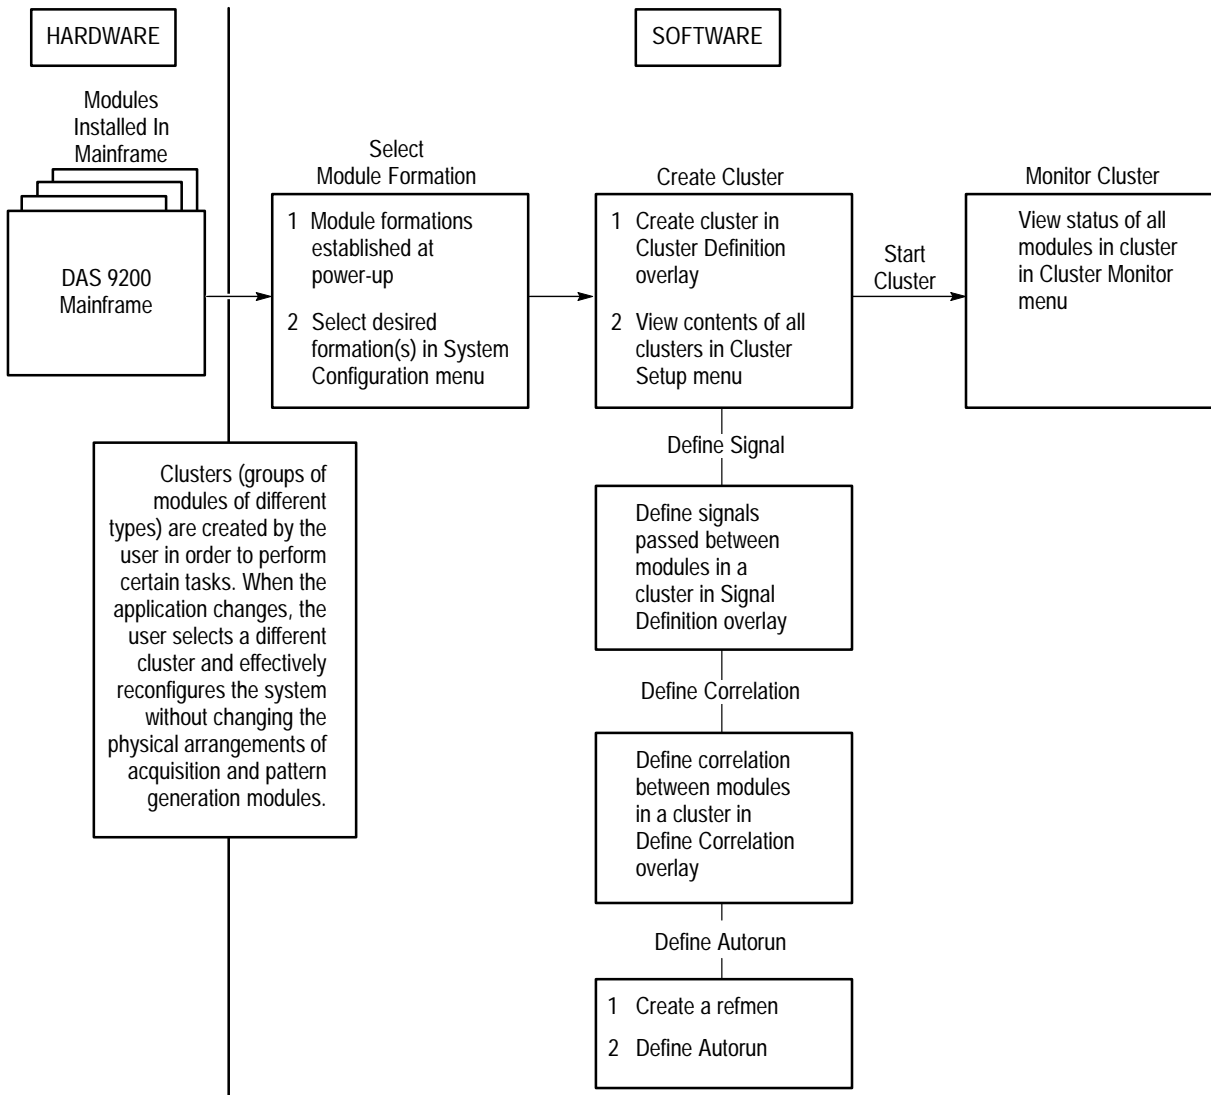 HARDWARE
SOFTWARE
Modules
Installed In
Mainframe
DAS 9200
Mainframe
Select
Module Formation
1 Module formations
established at
power-up
2 Select desired
formation(s) in System
Configuration menu
Create Cluster
1 Create cluster in
Cluster Definition
overlay
2 View contents of all
clusters in Cluster
Setup menu
Start
Cluster
Monitor Cluster
View status of all
modules in cluster
in Cluster Monitor
menu
Clusters (groups of
modules of different
types) are created by the
user in order to perform
certain tasks. When the
application changes, the
user selects a different
cluster and effectively
reconfigures the system
without changing the
physical arrangements of
acquisition and pattern
generation modules.
Define Signal
Define signals
passed between
modules in a
cluster in Signal
Definition overlay
Define Correlation
Define correlation
between modules
in a cluster in
Define Correlation
overlay
Define Autorun
1 Create a refmen
2 Define Autorun